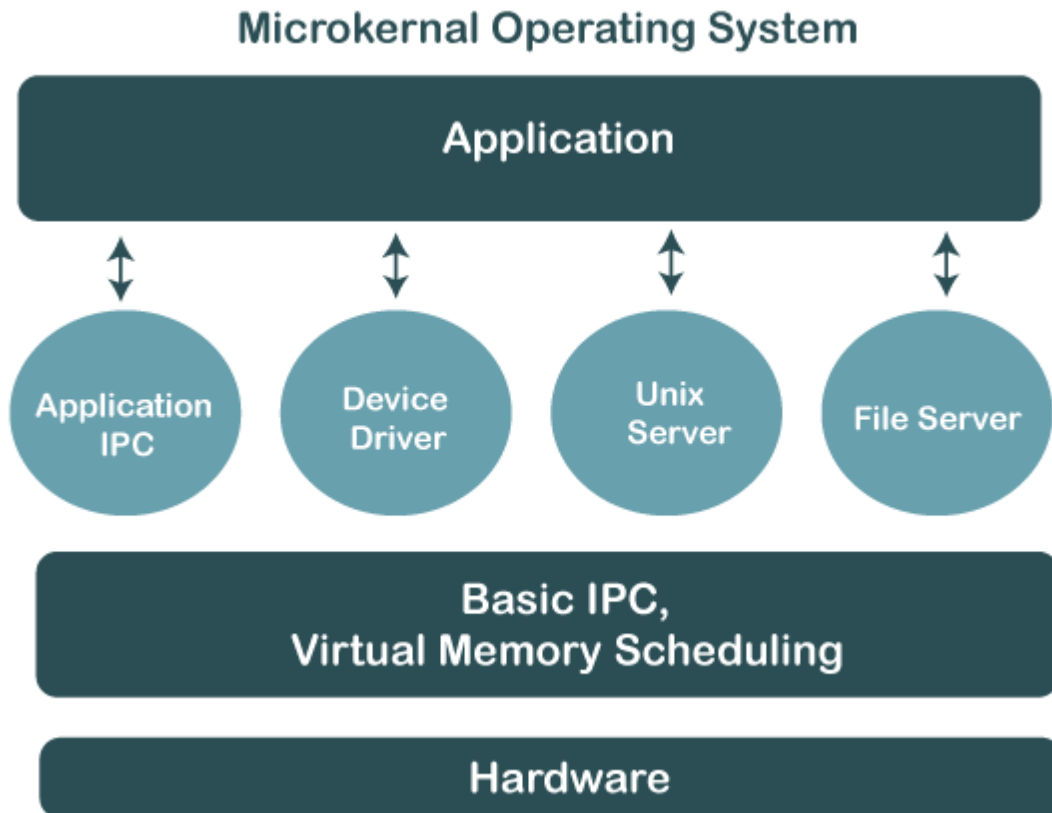 Microkernal Operating System
Application
Application
IPC
Device
Driver
Unix
Server
File Server
Basic IPC,
Virtual Memory Scheduling
Hardware